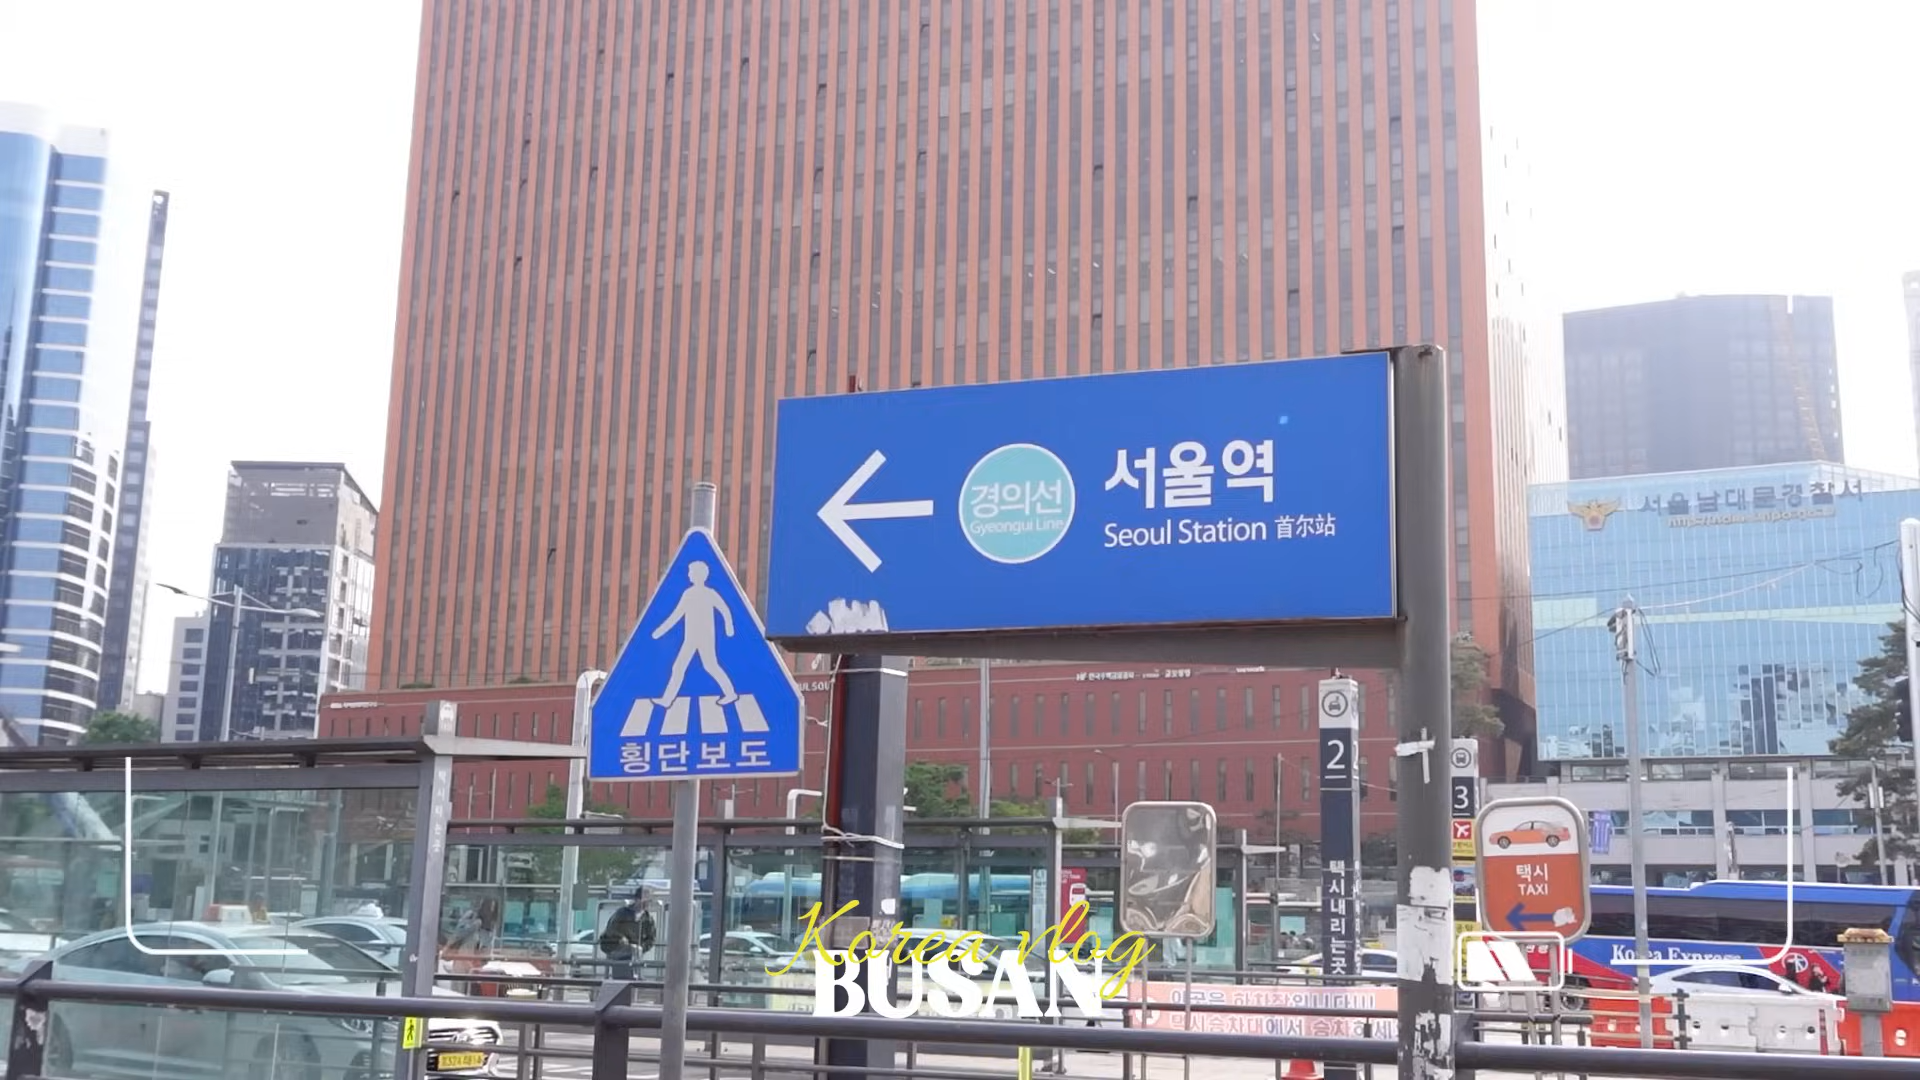 경의선
Gyeongui Line
서울역
Seoul Station 首尔站
횡단보도
서울남대문경찰서
2
3
택시
TAXI
택시내리는곳
Korea Express
Korea vlog
BUSAN